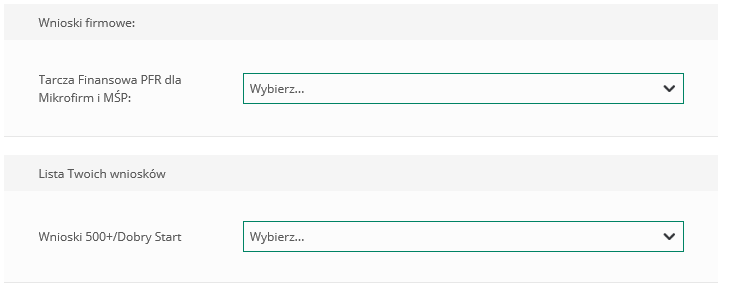 Wnioski firmowe:
Tarcza Finansowa PFR dla
Mikrofirm i MŚP:
Wybierz...
Lista Twoich wniosków
Wnioski 500+/Dobry Start
Wybierz...